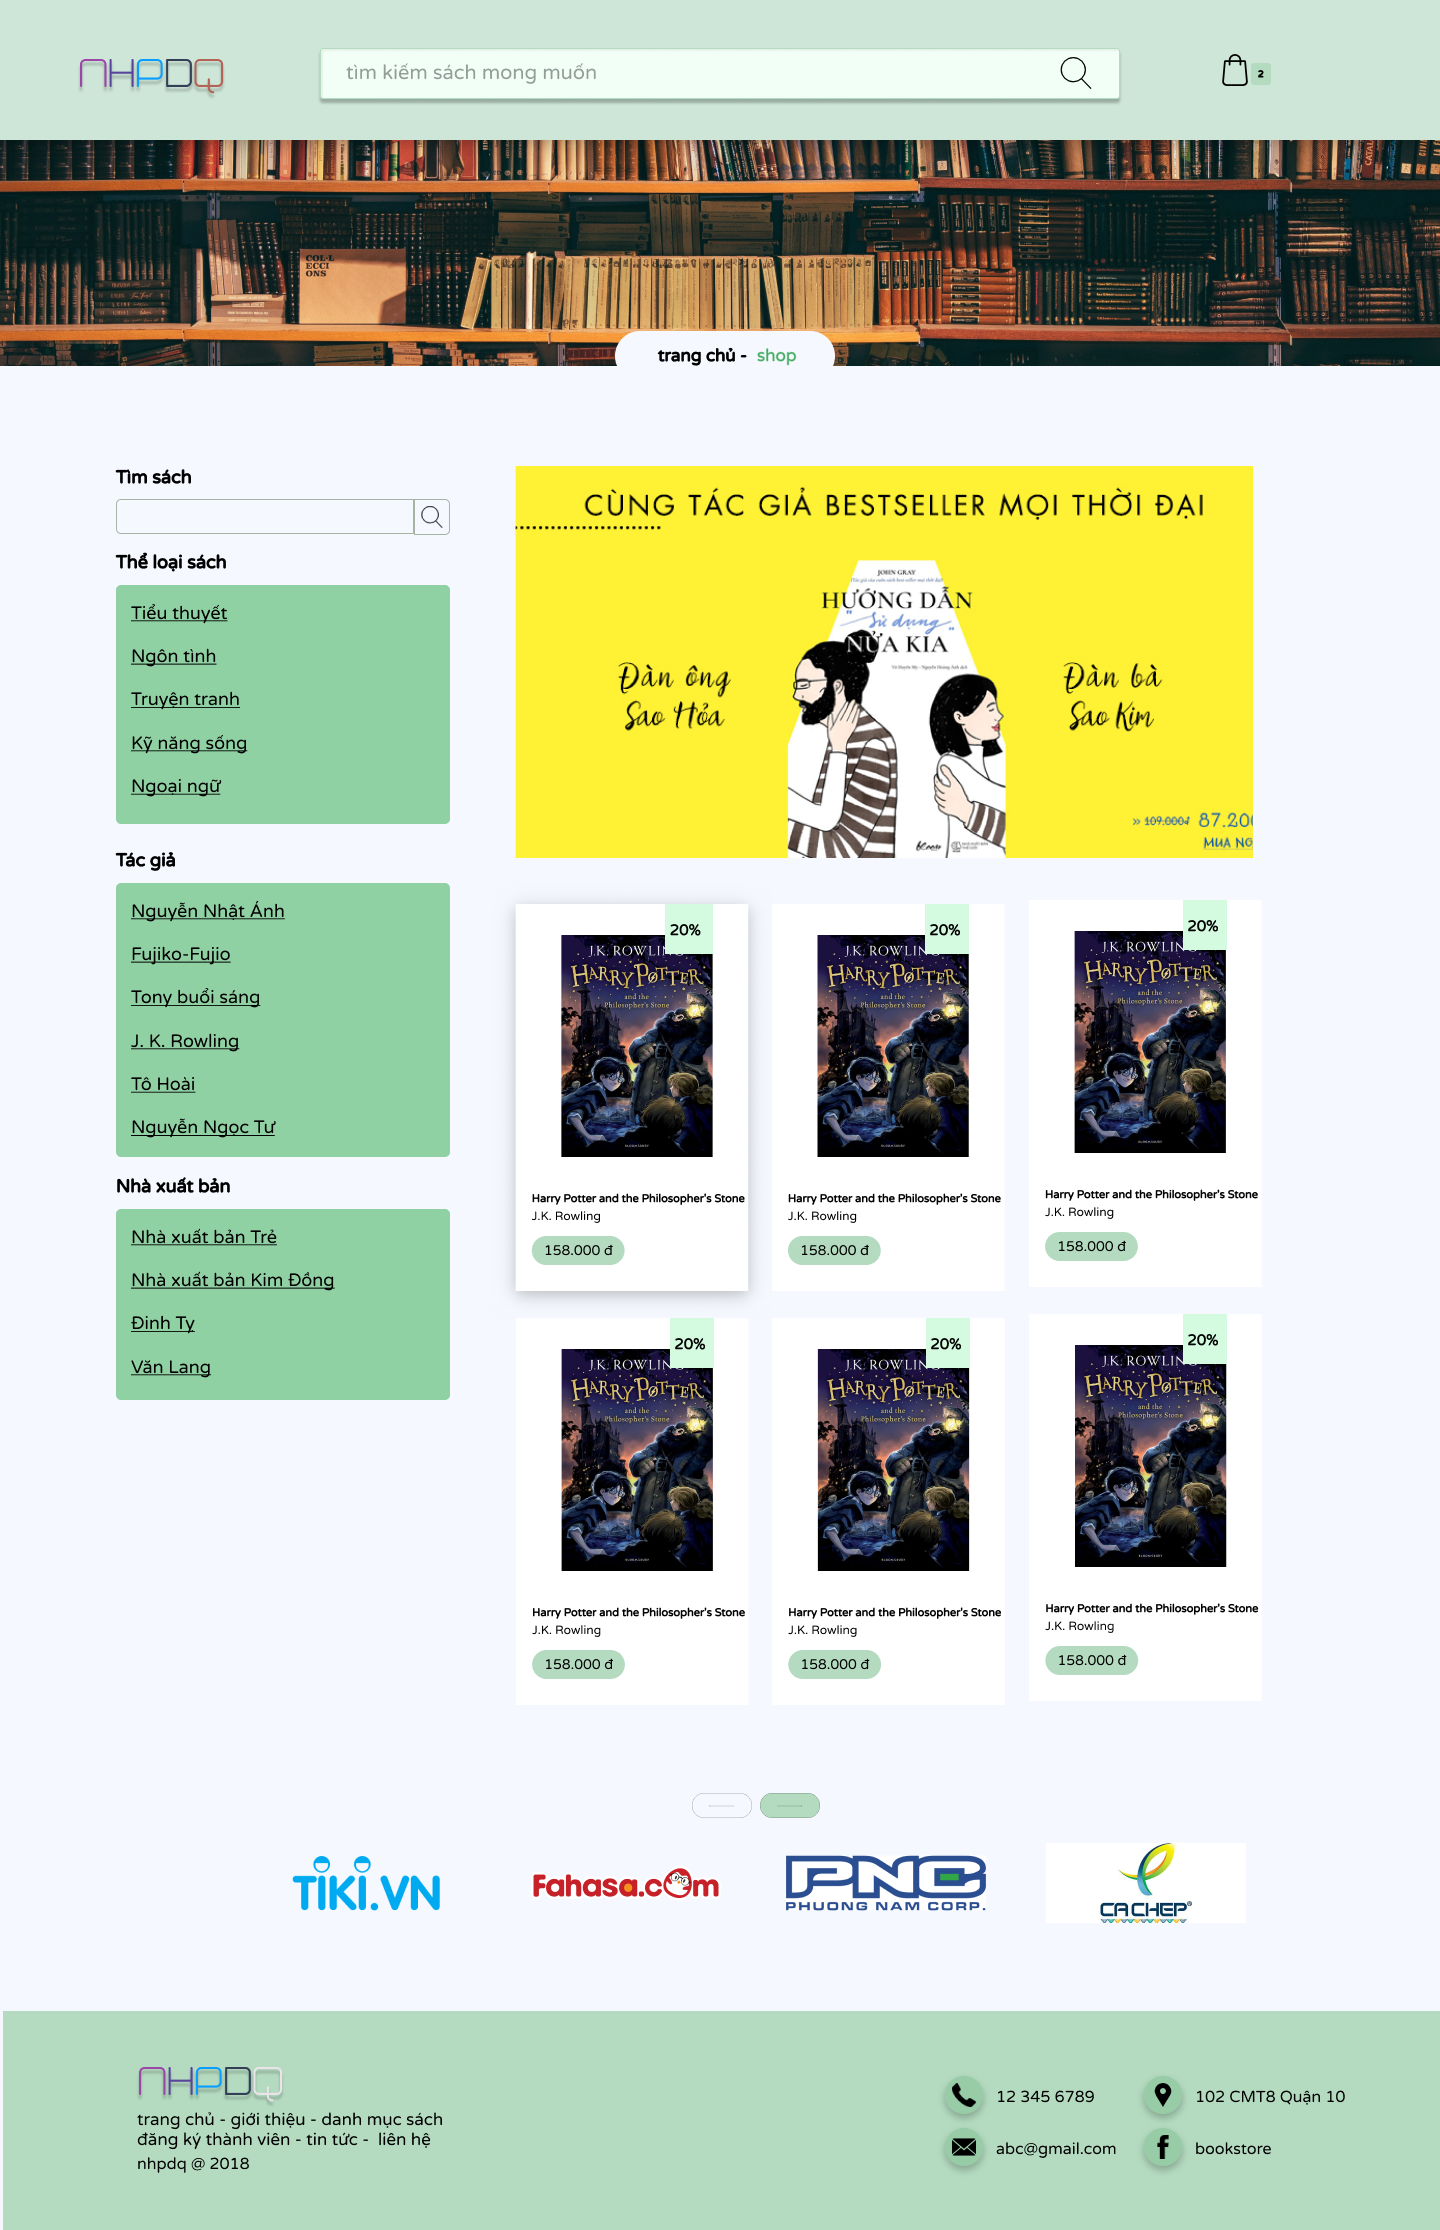 NHPDQ
tìm kiếm sách mong muốn
2
COL·L
ECCI
IONS
trang chủ - shop
Tìm sách
Thể loại sách
Tiểu thuyết
Ngôn tình
Truyện tranh
Kỹ năng sống
Ngoại ngữ
Tác giả
Nguyễn Nhật Ánh
Fujiko-Fujio
Tony buổi sáng
J. K. Rowling
Tô Hoài
Nguyễn Ngọc Tư
Nhà xuất bản
Nhà xuất bản Trẻ
Nhà xuất bản Kim Đồng
Đinh Tỵ
Văn Lang
CÙNG TÁC GIẢ BESTSELLER MỌI THỜI ĐẠI
JOHN GRAY
HƯỚNG DẪN
"Sử dụng"
NỬA KIA
Đàn ông
Sao Hỏa
Đàn bà
Sao Kim
» 109.000đ 87.200
MUA NG
20%
J.K. ROWLING
HARRY POTTER
and the
Philosopher's Stone
BLOOMSBURY
Harry Potter and the Philosopher's Stone
J.K. Rowling
158.000 đ
20%
J.K. ROWLING
HARRY POTTER
and the
Philosopher's Stone
BLOOMSBURY
Harry Potter and the Philosopher's Stone
J.K. Rowling
158.000 đ
20%
J.K. ROWLING
HARRY POTTER
and the
Philosopher's Stone
BLOOMSBURY
Harry Potter and the Philosopher's Stone
J.K. Rowling
158.000 đ
20%
J.K. ROWLING
HARRY POTTER
and the
Philosopher's Stone
BLOOMSBURY
Harry Potter and the Philosopher's Stone
J.K. Rowling
158.000 đ
20%
J.K. ROWLING
HARRY POTTER
and the
Philosopher's Stone
BLOOMSBURY
Harry Potter and the Philosopher's Stone
J.K. Rowling
158.000 đ
20%
J.K. ROWLING
HARRY POTTER
and the
Philosopher's Stone
BLOOMSBURY
Harry Potter and the Philosopher's Stone
J.K. Rowling
158.000 đ
TIKI.VN
Fahasa.com
PNC
PHUONG NAM CORP.
CA CHEP®
NHPDQ
trang chủ - giới thiệu - danh mục sách
đăng ký thành viên - tin tức - liên hệ
nhpdq @ 2018
12 345 6789
102 CMT8 Quận 10
abc@gmail.com
bookstore